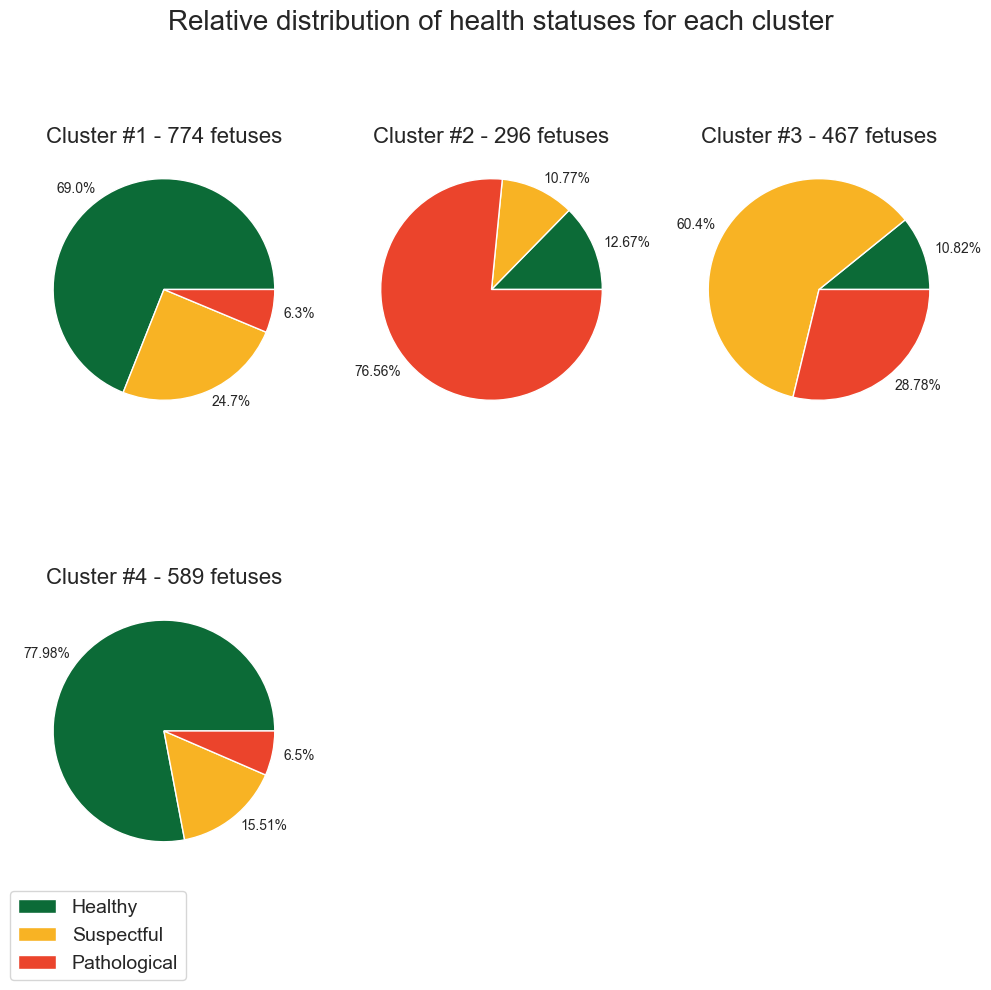 Relative distribution of health statuses for each cluster
Cluster #1 - 774 fetuses
69.0%
6.3%
24.7%
Cluster #2 - 296 fetuses
10.77%
12.67%
76.56%
Cluster #3 - 467 fetuses
60.4%
10.82%
28.78%
Cluster #4 - 589 fetuses
77.98%
6.5%
15.51%
Healthy
Suspectful
Pathological